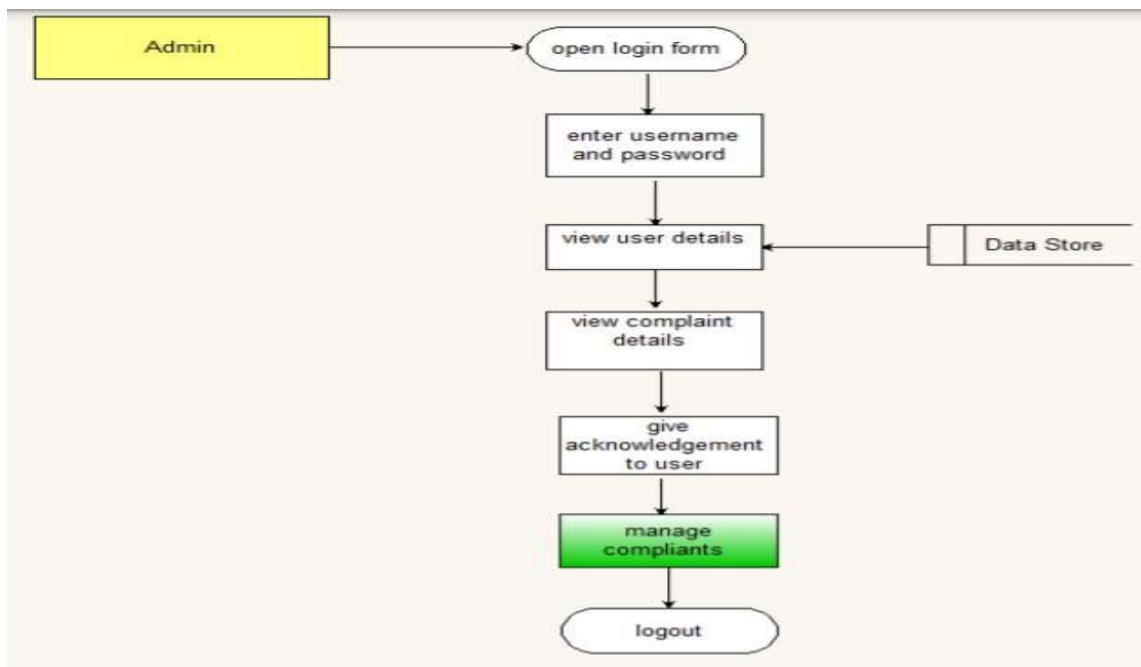 Admin
open login form
enter username
and password
view user details
Data Store
view complaint
details
give
acknowledgement
to user
manage
compliants
logout